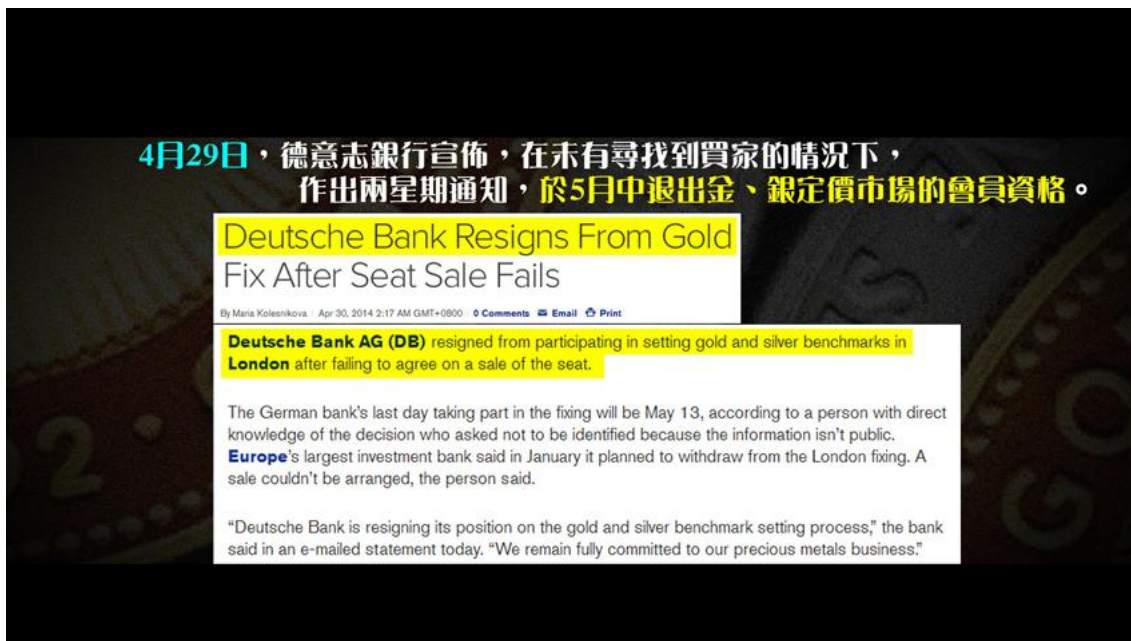 4月29日，德意志銀行宣佈，在未有尋找到買家的情況下，
作出兩星期通知，於5月中退出金、銀定價市場的會員資格。
Deutsche Bank Resigns From Gold
Fix After Seat Sale Fails
By Maria Kolesnikova Apr 30, 2014 2:17 AM GMT+0800 0 Comments Email Print
Deutsche Bank AG (DB) resigned from participating in setting gold and silver benchmarks in
London after failing to agree on a sale of the seat.
The German bank's last day taking part in the fixing will be May 13, according to a person with direct
knowledge of the decision who asked not to be identified because the information isn't public.
Europe's largest investment bank said in January it planned to withdraw from the London fixing. A
sale couldn't be arranged, the person said.
“Deutsche Bank is resigning its position on the gold and silver benchmark setting process,” the bank
said in an e-mailed statement today. “We remain fully committed to our precious metals business.”